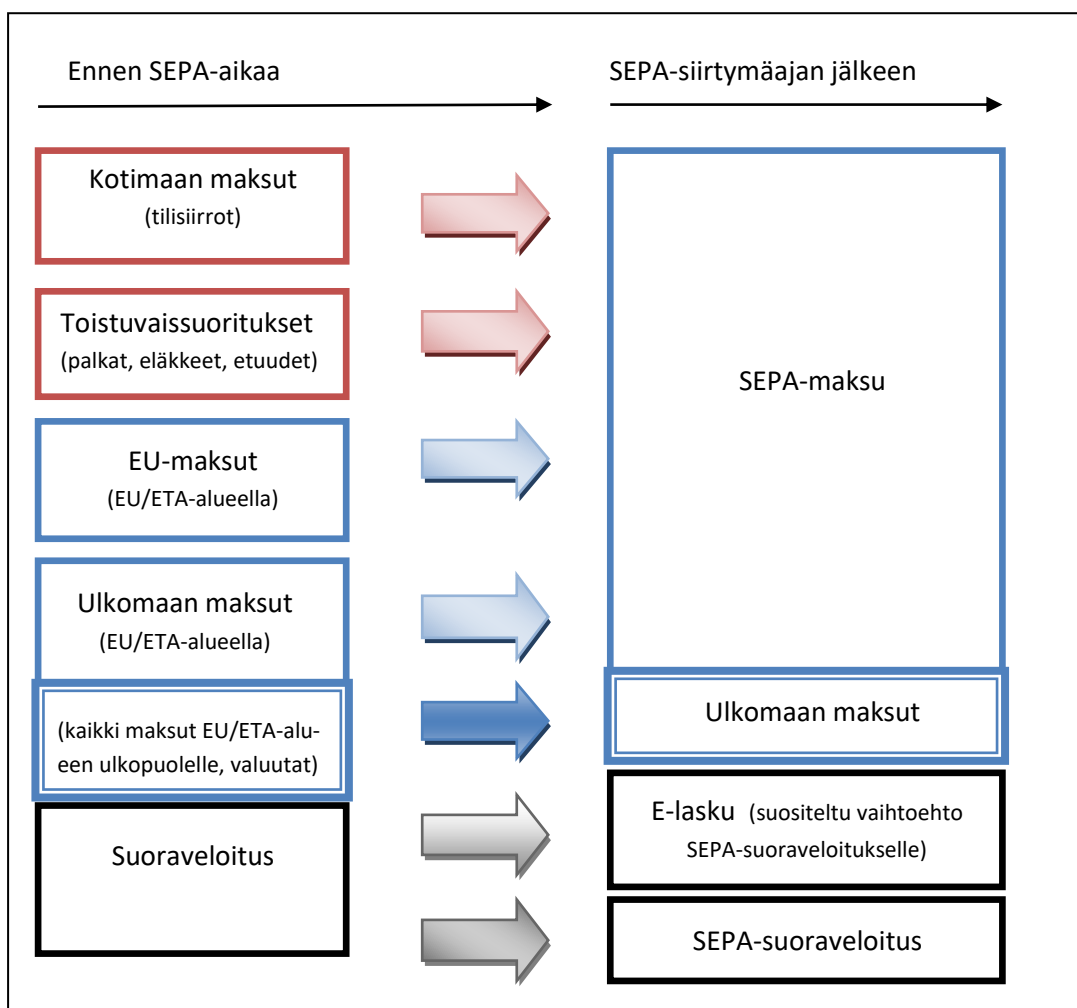 Ennen SEPA-aikaa
SEPA-siirtymäajan jälkeen
Kotimaan maksut
(tilisiirrot)
Toistuvaissuoritukset
(palkat, eläkkeet, etuudet)
EU-maksut
(EU/ETA-alueella)
Ulkomaan maksut
(EU/ETA-alueella)
(kaikki maksut EU/ETA-alu-
een ulkopuolelle, valuutat)
Suoraveloitus
SEPA-maksu
Ulkomaan maksut
E-lasku (suositeltu vaihtoehto
SEPA-suoraveloitukselle)
SEPA-suoraveloitus